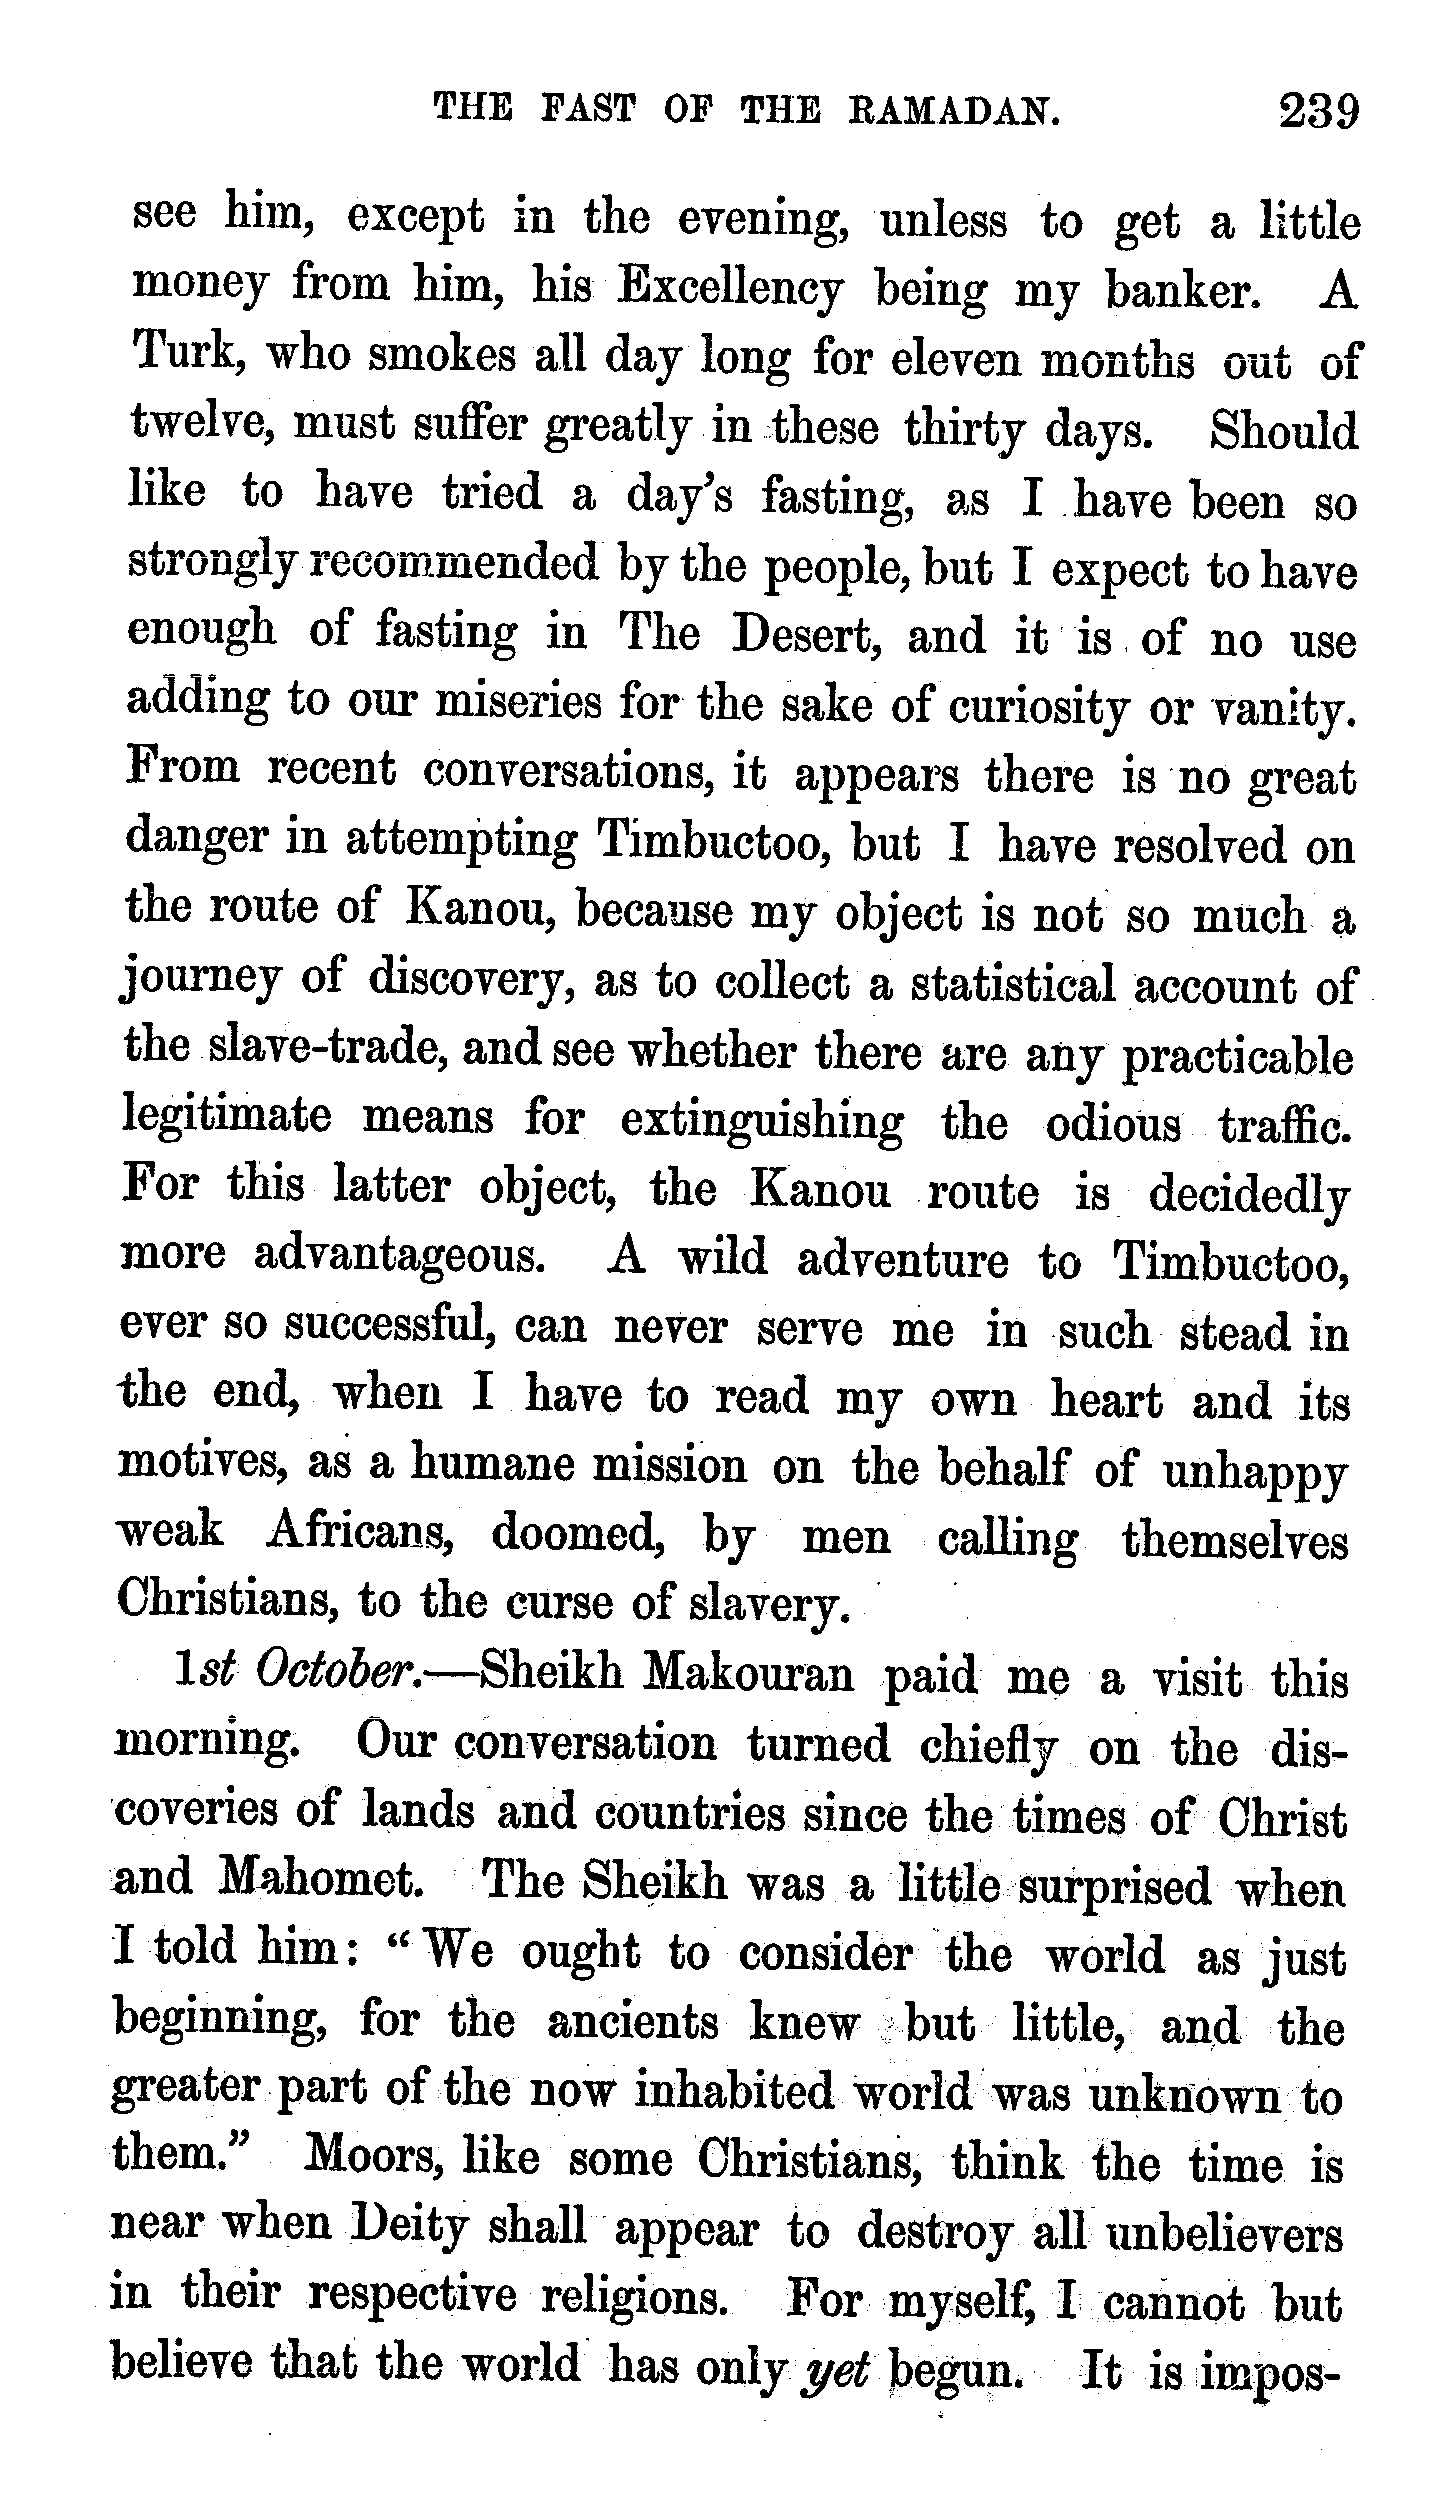 THE FAST OF THE RAMADAN. 239
see him, except in the evening, unless to get a little
money from him, his Excellency being my banker. A
Turk, who smokes all day long for eleven months out of
twelve, must suffer greatly in these thirty days. Should
like to have tried a day's fasting, as I have been so
strongly recommended by the people, but I expect to have
enough of fasting in The Desert, and it is of no use
adding to our miseries for the sake of curiosity or vanity.
From recent conversations, it appears there is no great
danger in attempting Timbuctoo, but I have resolved on
the route of Kanou, because my object is not so much a
journey of discovery, as to collect a statistical account of
the slave-trade, and see whether there are any practicable
legitimate means for extinguishing the odious traffic.
For this latter object, the Kanou route is decidedly
more advantageous. A wild adventure to Timbuctoo,
ever so successful, can never serve me in such stead in
the end, when I have to read my own heart and its
motives, as a humane mission on the behalf of unhappy
weak Africans, doomed, by men calling themselves
Christians, to the curse of slavery.
1st October.—Sheikh Makouran paid me a visit this
morning. Our conversation turned chiefly on the dis-
coveries of lands and countries since the times of Christ
and Mahomet. The Sheikh was a little surprised when
I told him: "We ought to consider the world as just
beginning, for the ancients knew but little, and the
greater part of the now inhabited world was unknown to
them." Moors, like some Christians, think the time is
near when Deity shall appear to destroy all unbelievers
in their respective religions. For myself, I cannot but
believe that the world has only yet begun. It is impos-